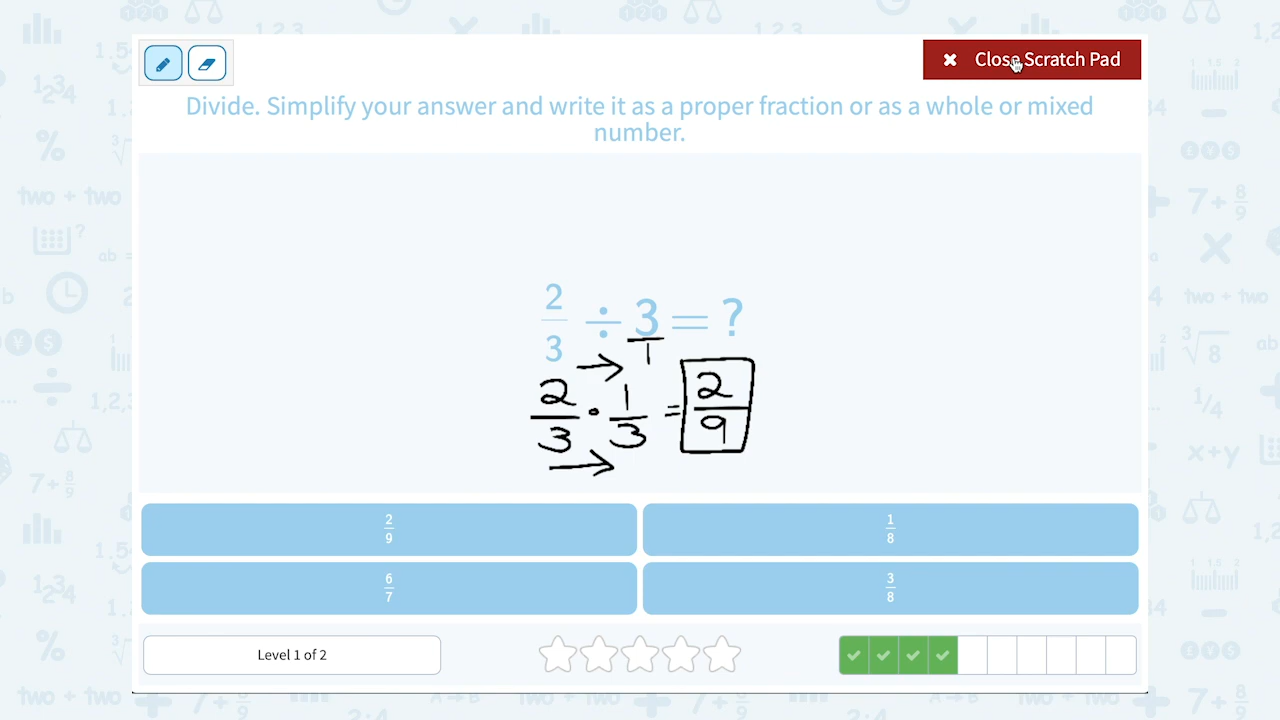 ✖ Close Scratch Pad
Divide. Simplify your answer and write it as a proper fraction or as a whole or mixed
number.
2/3 ÷ 3 = ?
1
2/3 · 1/3 = 2/9
2/9
1/8
6/7
3/8
Level 1 of 2